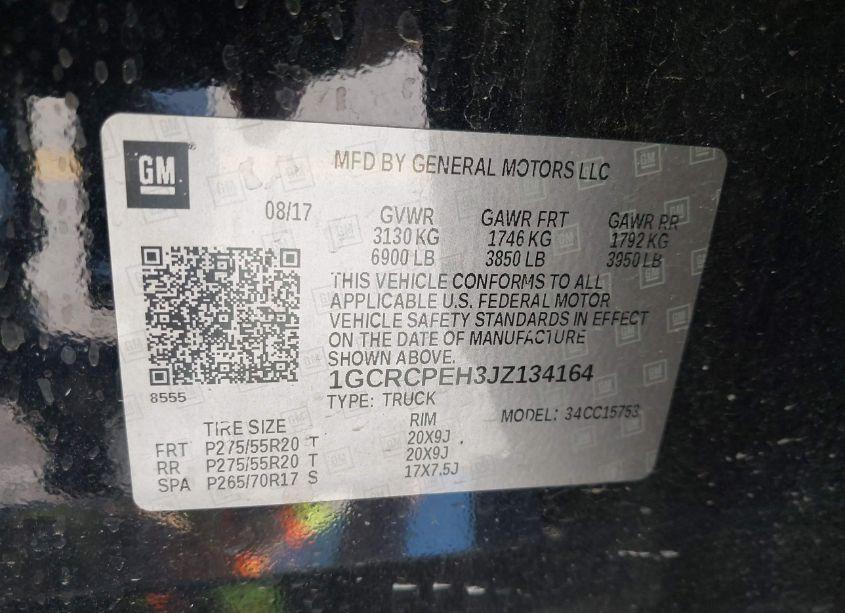 GM
MFD BY GENERAL MOTORS LLC
08/17 GVWR GAWR FRT GAWR RR
3130 KG 1746 KG 1792 KG
6900 LB 3850 LB 3950 LB
THIS VEHICLE CONFORMS TO ALL
APPLICABLE U.S. FEDERAL MOTOR
VEHICLE SAFETY STANDARDS IN EFFECT
ON THE DATE OF MANUFACTURE
SHOWN ABOVE.
8555
1GCRCPEH3JZ134164
TYPE: TRUCK MODEL: 34CC15753
TIRE SIZE RIM
FRT P275/55R20 T 20X9J
RR P275/55R20 T 20X9J
SPA P265/70R17 S 17X7.5J